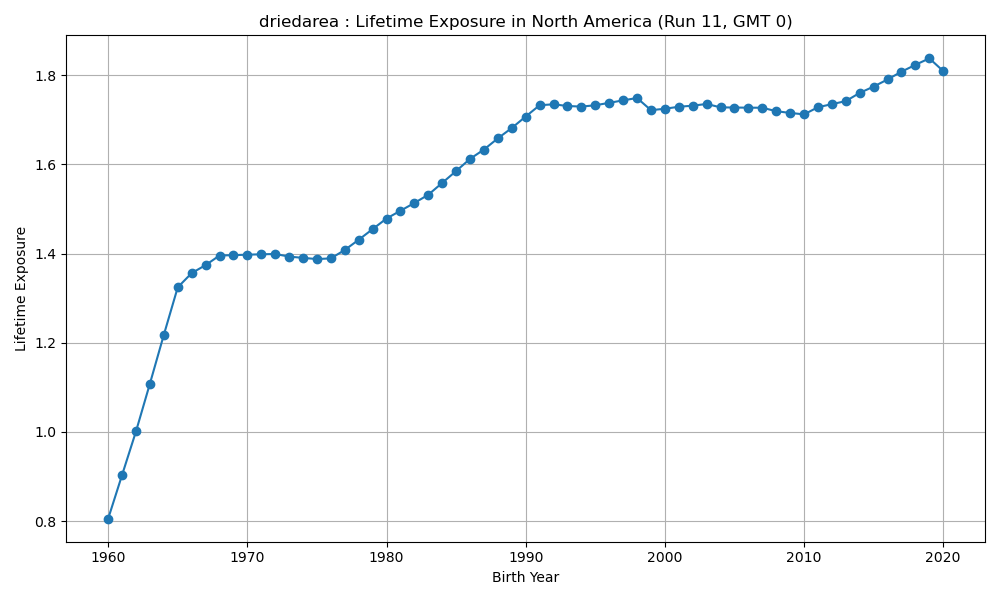 driedarea : Lifetime Exposure in North America (Run 11, GMT 0)
Lifetime Exposure
1.8
1.6
1.4
1.2
1.0
0.8
1960 1970 1980 1990 2000 2010 2020
Birth Year